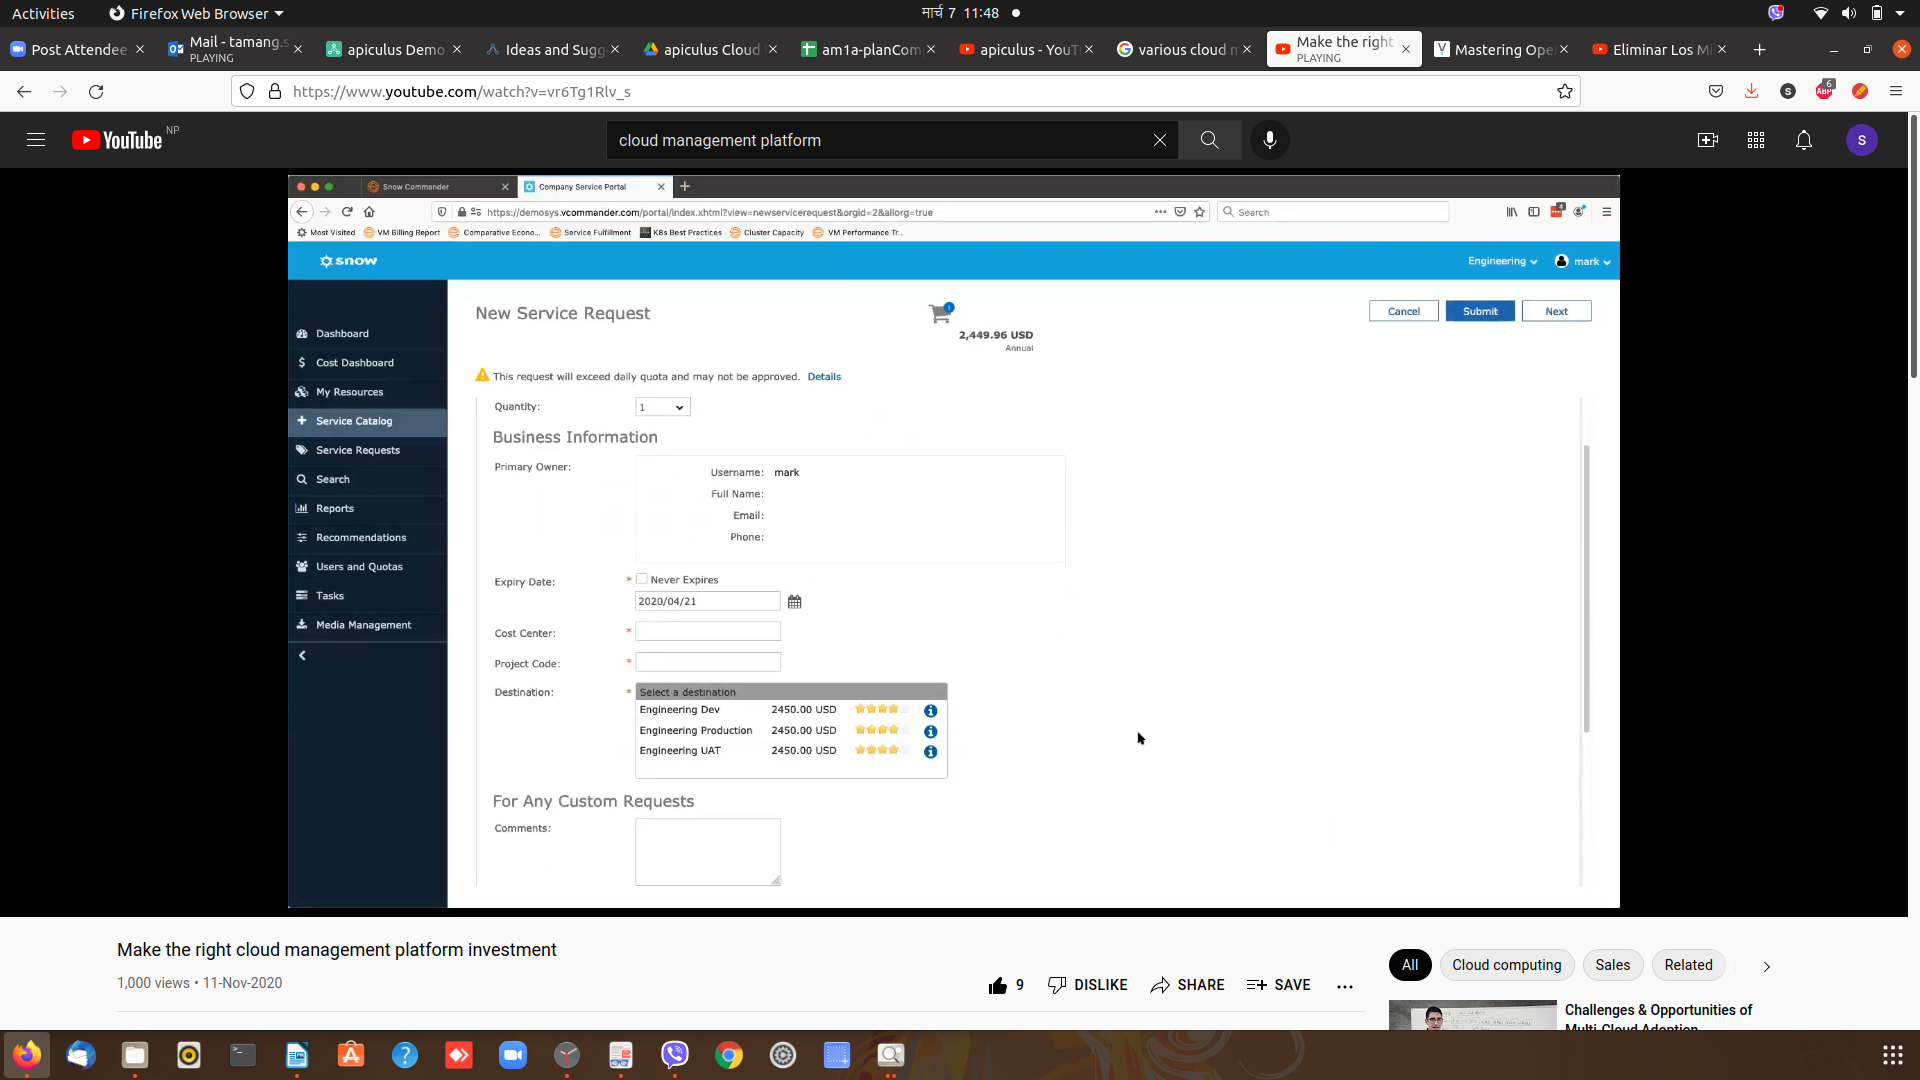 Activities Firefox Web Browser मार्च 7 11:48
Post Attendee Mail - tamang.s PLAYING apiculus Demo Ideas and Sugg apiculus Cloud am1a-planCom apiculus - YouT various cloud m Make the right PLAYING Mastering Ope Eliminar Los Mi
https://www.youtube.com/watch?v=vr6Tg1Rlv_s 6
YouTube NP cloud management platform S
Snow Commander Company Service Portal
https://demosys.vcommander.com/portal/index.xhtml?view=newservicerequest&orgid=2&allorg=true Search
Most Visited VM Billing Report Comparative Econo... Service Fulfillment KBs Best Practices Cluster Capacity VM Performance Tr...
snow Engineering mark
New Service Request 2,449.96 USD Annual Cancel Submit Next
Dashboard
Cost Dashboard
My Resources
Service Catalog
Service Requests
Search
Reports
Recommendations
Users and Quotas
Tasks
Media Management
This request will exceed daily quota and may not be approved. Details
Quantity: 1
Business Information
Primary Owner:
Username: mark
Full Name:
Email:
Phone:
Expiry Date: * Never Expires
2020/04/21
Cost Center: *
Project Code: *
Destination: * Select a destination
Engineering Dev 2450.00 USD
Engineering Production 2450.00 USD
Engineering UAT 2450.00 USD
For Any Custom Requests
Comments:
Make the right cloud management platform investment
1,000 views • 11-Nov-2020
9 DISLIKE SHARE SAVE
All Cloud computing Sales Related
Challenges & Opportunities of
Multi-Cloud Adoption